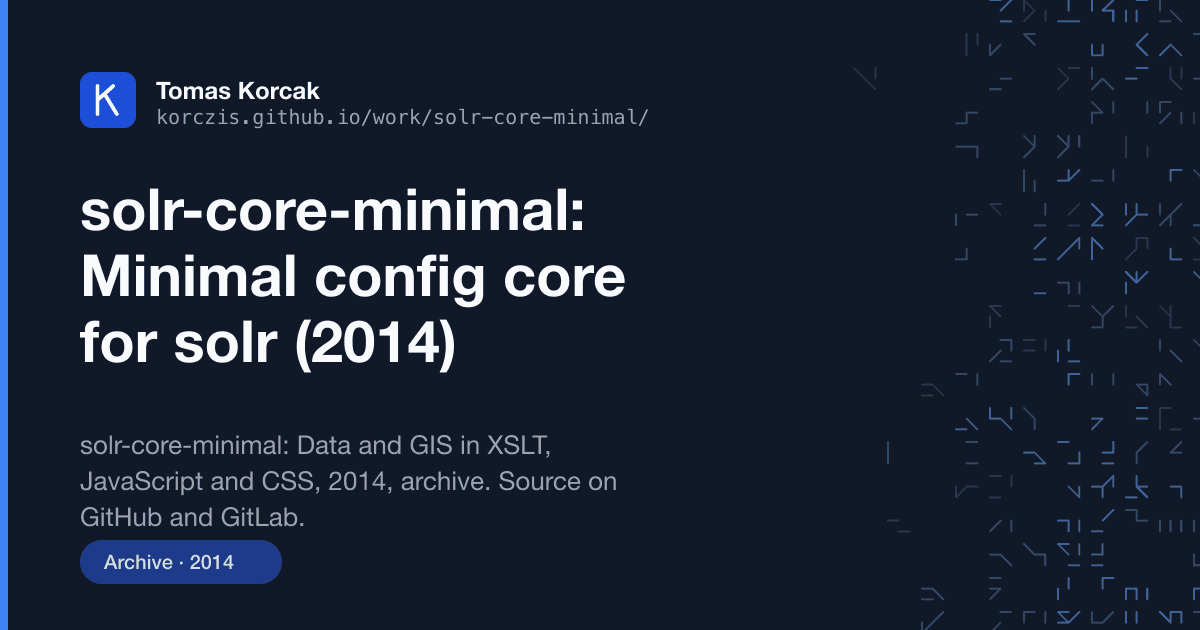 K
Tomas Korcak
korczis.github.io/work/solr-core-minimal/
solr-core-minimal:
Minimal config core
for solr (2014)
solr-core-minimal: Data and GIS in XSLT,
JavaScript and CSS, 2014, archive. Source on
GitHub and GitLab.
Archive · 2014